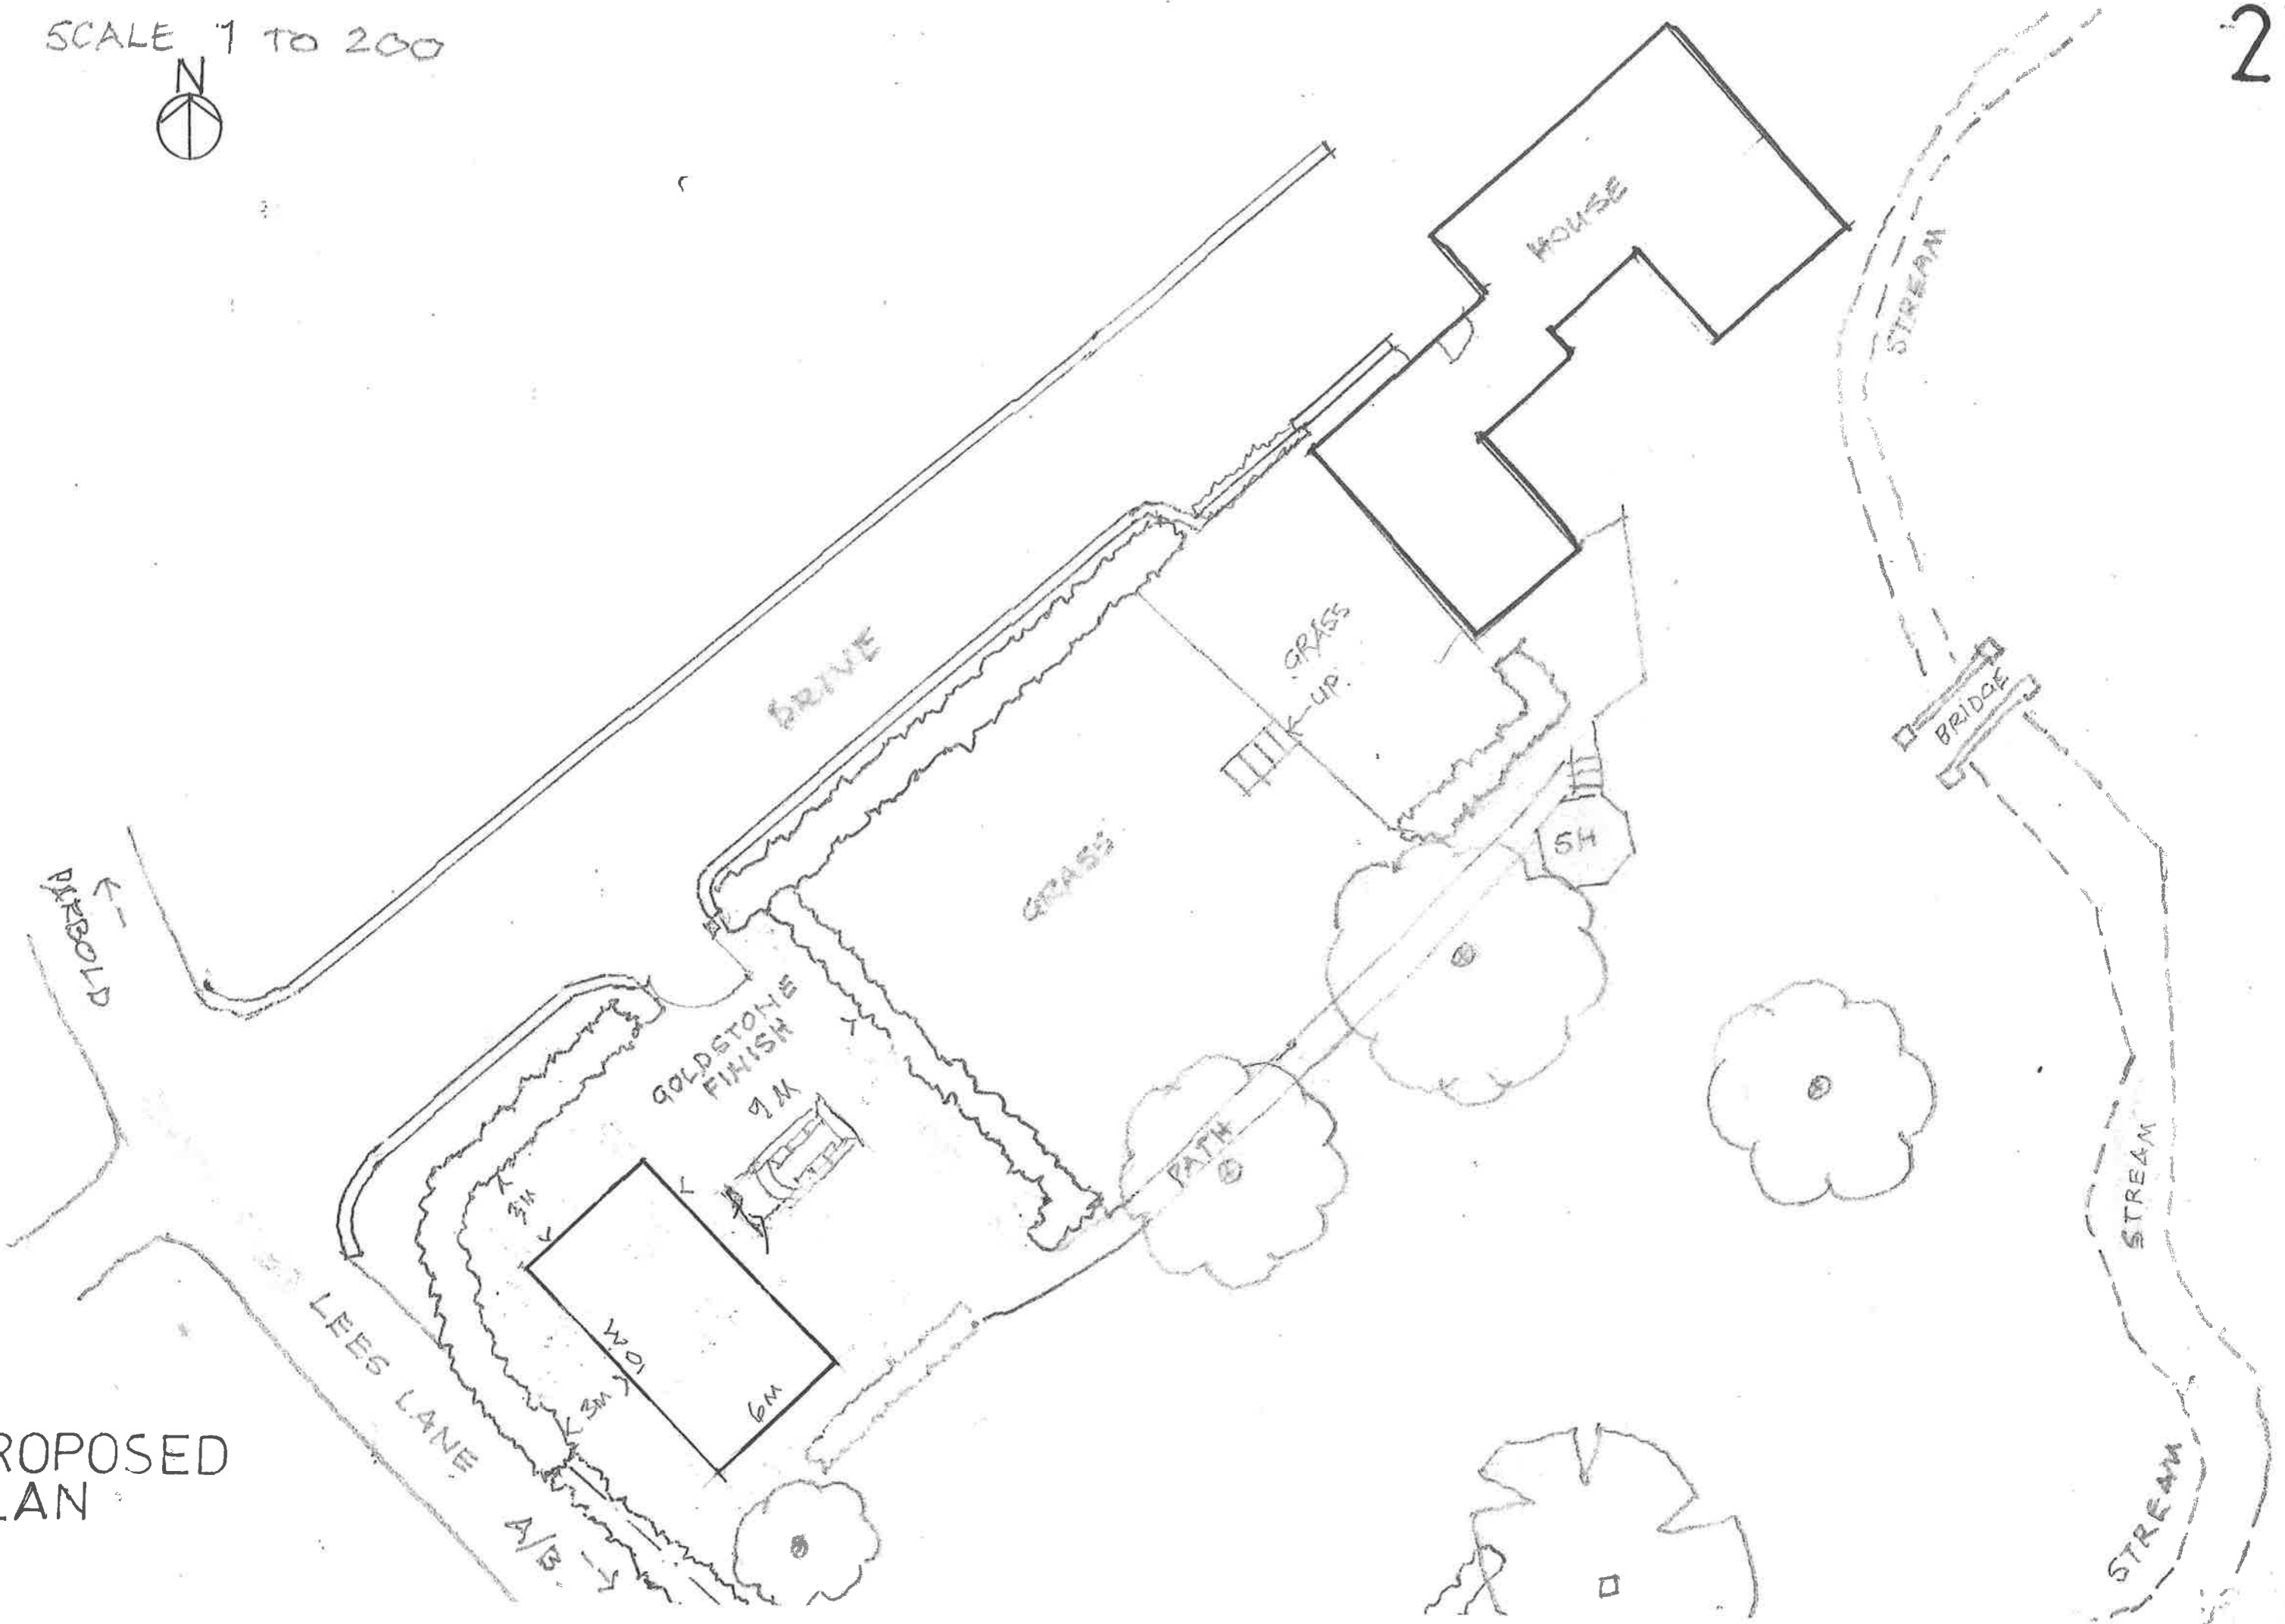 SCALE 1 TO 200
N
2
HOUSE
STREAM
DRIVE
GRASS
UP.
BRIDGE
GRASS
SH
PARBOLD
GOLDSTONE
FINISH
9M
PATH
3M
STREAM
10M
3M
6M
LEES LANE
ROPOSED
LAN
A/B.
STREAM